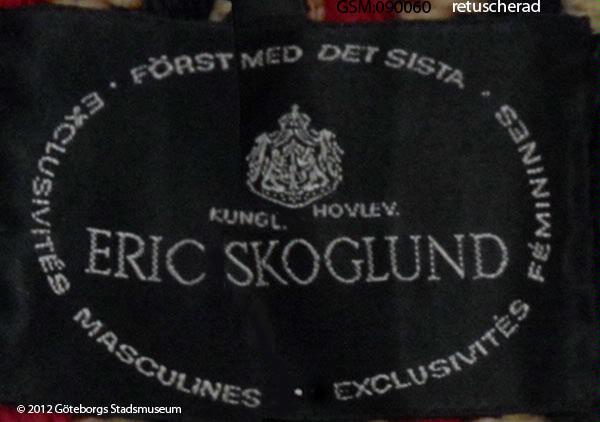 GSM:090060 retuscherad
· FÖRST MED DET SISTA ·
EXCLUSIVITÉS MASCULINES · EXCLUSIVITÉS FÉMININES
KUNGL. HOVLEV.
ERIC SKOGLUND
© 2012 Göteborgs Stadsmuseum